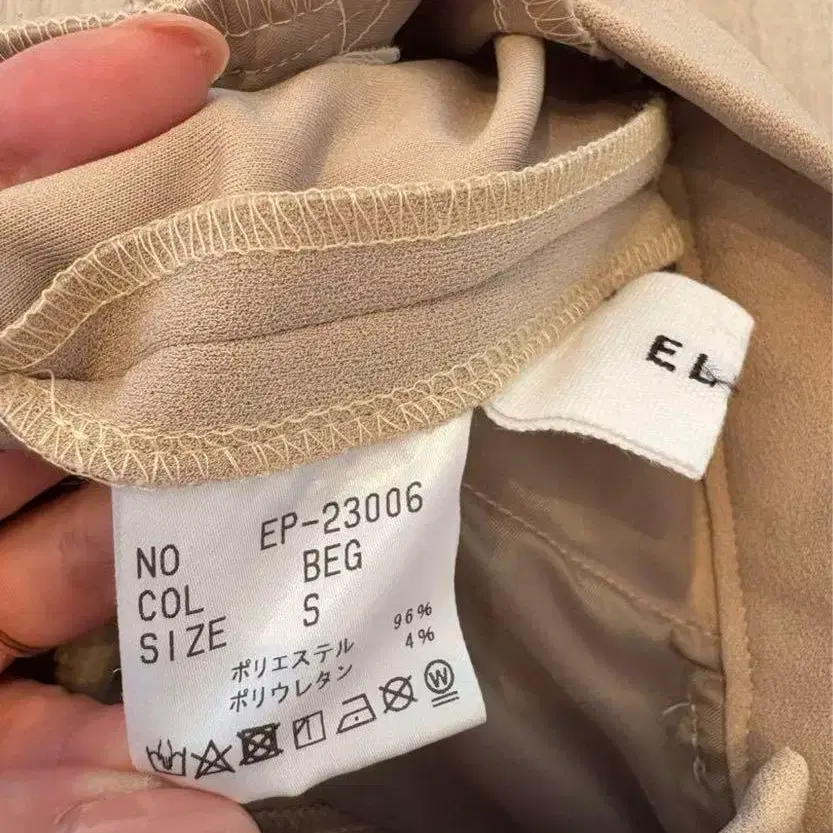 EL
NO EP-23006
COL BEG
SIZE S
ポリエステル 96%
ポリウレタン 4%
W